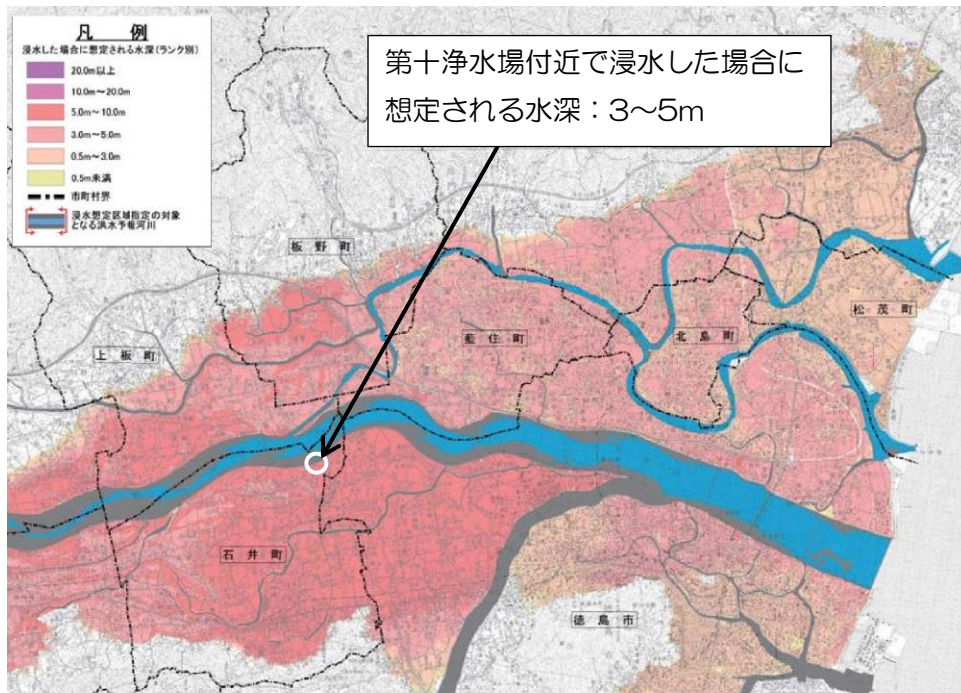 凡 例
浸水した場合に想定される水深(ランク別)
20.0m以上
10.0m～20.0m
5.0m～10.0m
3.0m～5.0m
0.5m～3.0m
0.5m未満
市町村界
浸水想定区域指定の対象
となる洪水予報河川
第十浄水場付近で浸水した場合に
想定される水深：3～5m
板野町
上板町
藍住町
北島町
松茂町
石井町
徳島市